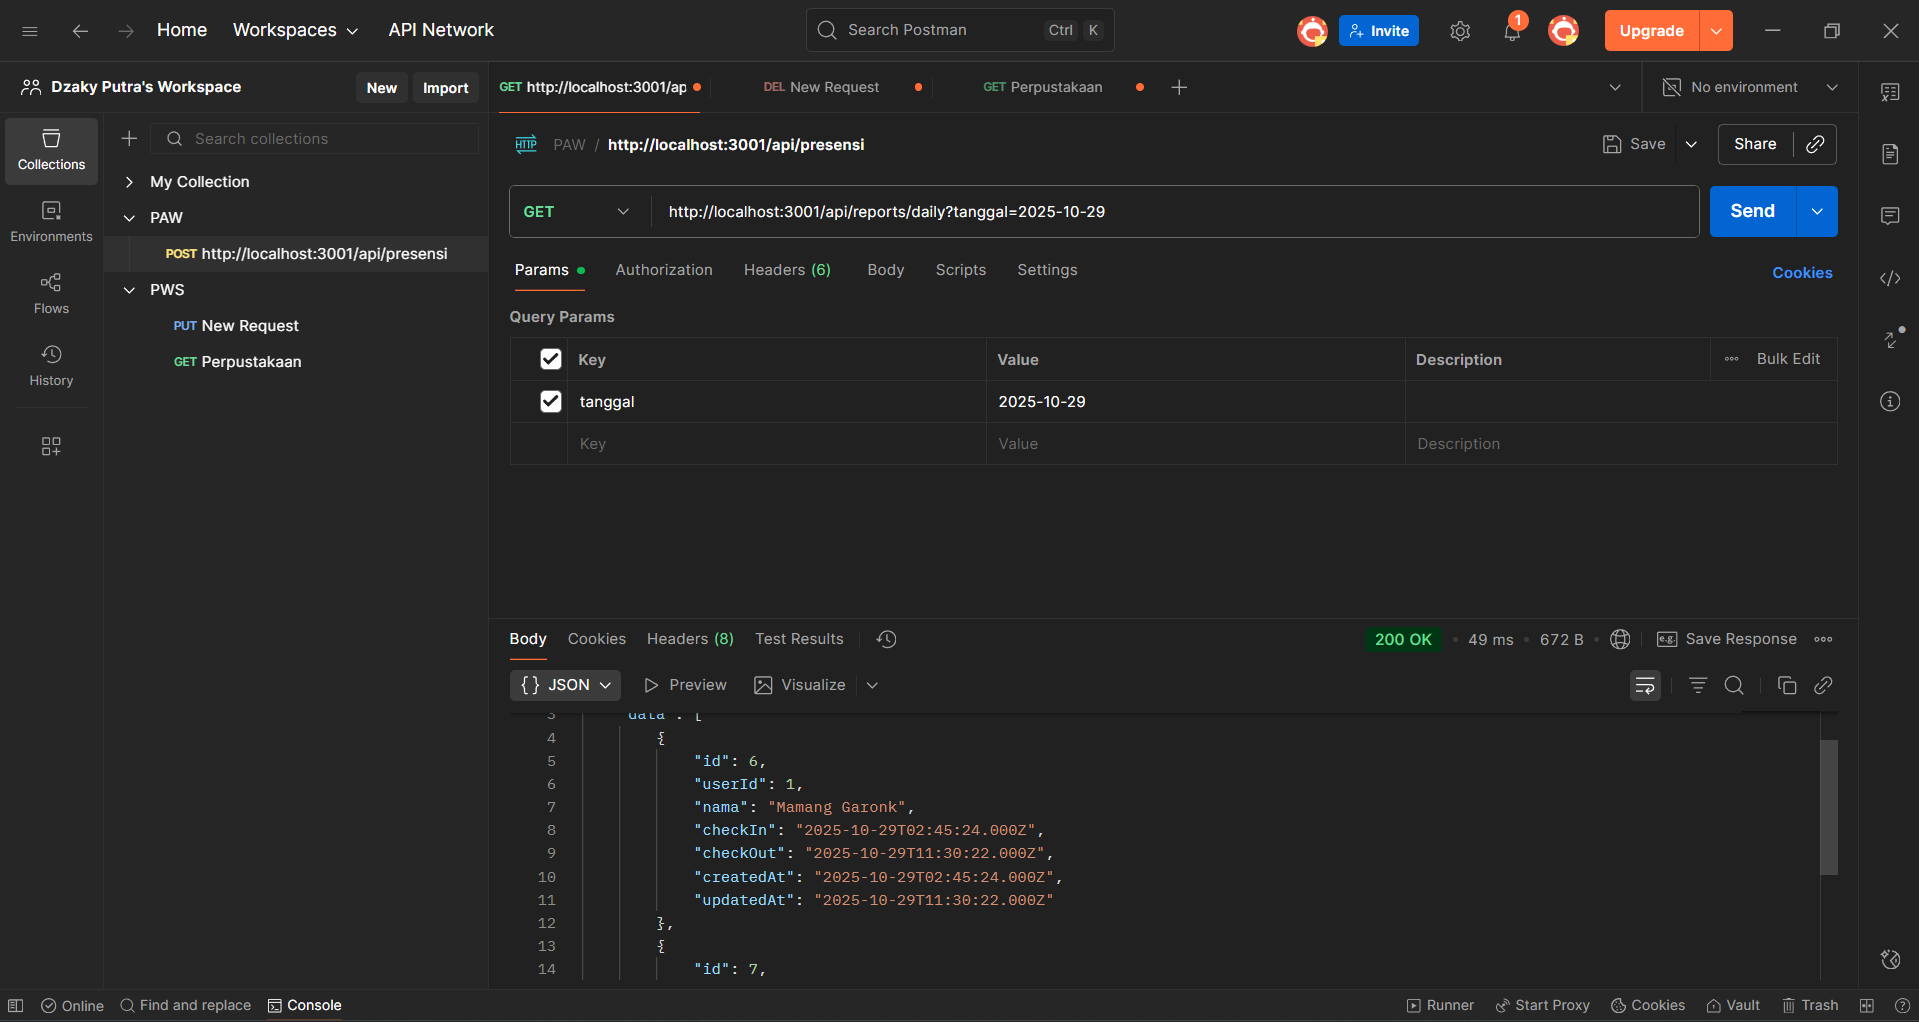 Home Workspaces API Network Search Postman Ctrl K Invite 1 Upgrade
Dzaky Putra's Workspace New Import
GET http://localhost:3001/ap DEL New Request GET Perpustakaan No environment
Collections
Environments
Flows
History
Search collections
My Collection
PAW
POST http://localhost:3001/api/presensi
PWS
PUT New Request
GET Perpustakaan
HTTP PAW / http://localhost:3001/api/presensi Save Share
GET http://localhost:3001/api/reports/daily?tanggal=2025-10-29 Send
Params Authorization Headers (6) Body Scripts Settings Cookies
Query Params
Key Value Description Bulk Edit
tanggal 2025-10-29
Key Value Description
Body Cookies Headers (8) Test Results 200 OK 49 ms 672 B e.g. Save Response
{} JSON Preview Visualize
3 "data": [
4 {
5 "id": 6,
6 "userId": 1,
7 "nama": "Mamang Garonk",
8 "checkIn": "2025-10-29T02:45:24.000Z",
9 "checkOut": "2025-10-29T11:30:22.000Z",
10 "createdAt": "2025-10-29T02:45:24.000Z",
11 "updatedAt": "2025-10-29T11:30:22.000Z"
12 },
13 {
14 "id": 7,
Online Find and replace Console Runner Start Proxy Cookies Vault Trash